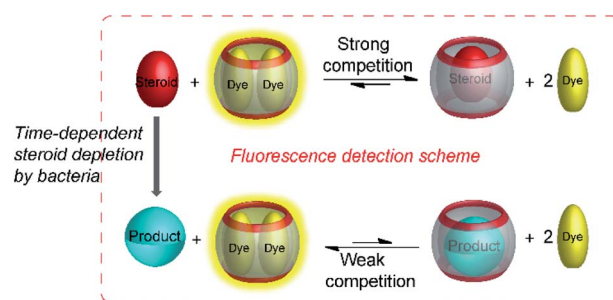 Strong
competition
Steroid + Dye Dye Steroid + 2 Dye
Time-dependent
steroid depletion
by bacteria
Fluorescence detection scheme
Product + Dye Dye Product + 2 Dye
Weak
competition